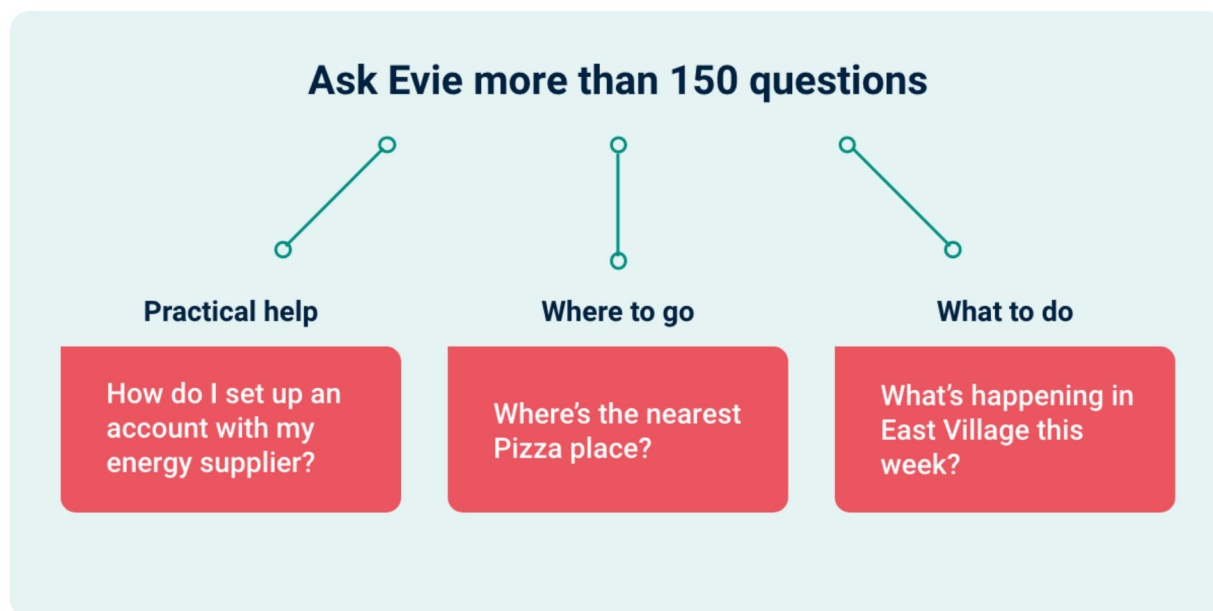 Ask Evie more than 150 questions
Practical help
How do I set up an
account with my
energy supplier?
Where to go
Where's the nearest
Pizza place?
What to do
What's happening in
East Village this
week?